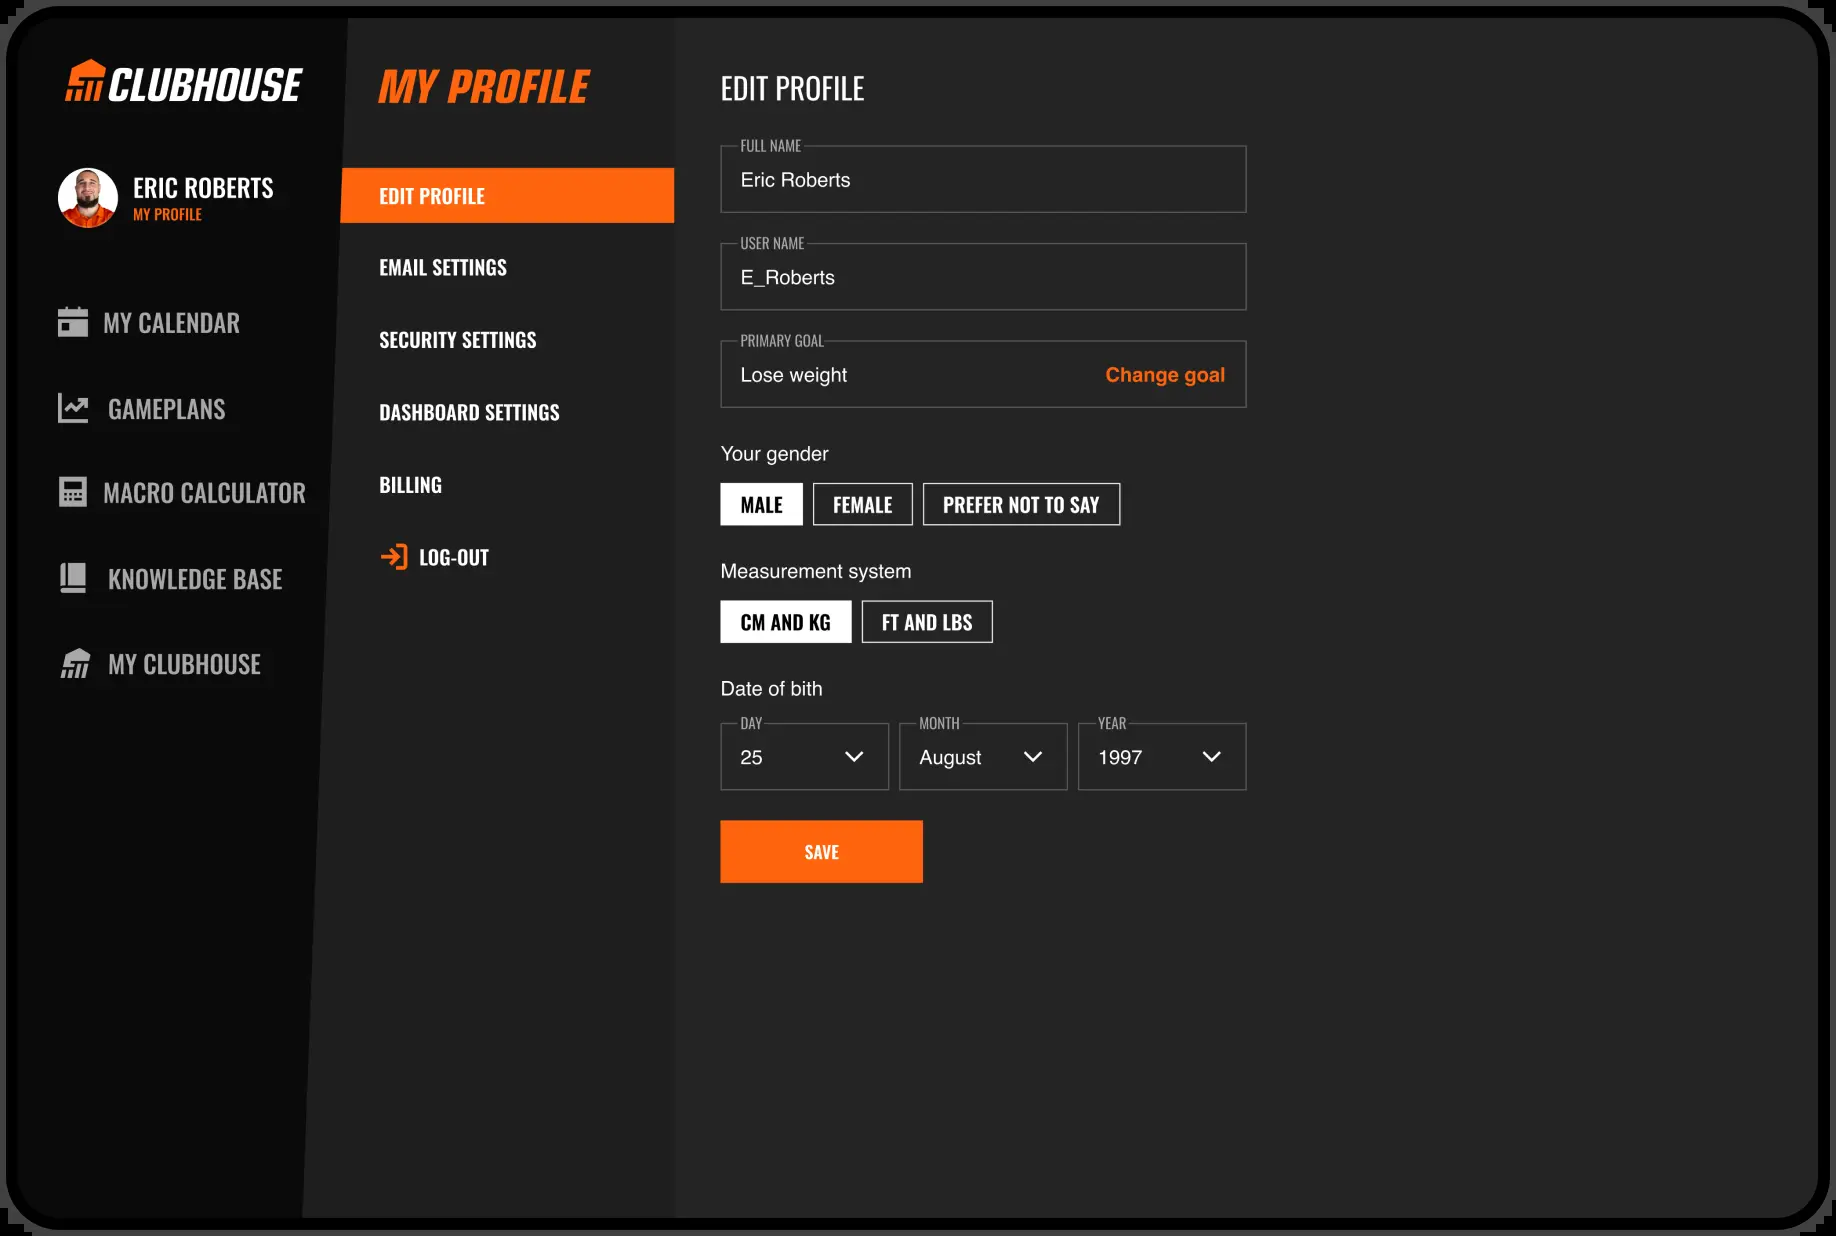 CLUBHOUSE
ERIC ROBERTS
MY PROFILE
MY CALENDAR
GAMEPLANS
MACRO CALCULATOR
KNOWLEDGE BASE
MY CLUBHOUSE
MY PROFILE
EDIT PROFILE
EMAIL SETTINGS
SECURITY SETTINGS
DASHBOARD SETTINGS
BILLING
LOG-OUT
EDIT PROFILE
FULL NAME
Eric Roberts
USER NAME
E_Roberts
PRIMARY GOAL
Lose weight Change goal
Your gender
MALE FEMALE PREFER NOT TO SAY
Measurement system
CM AND KG FT AND LBS
Date of bith
DAY MONTH YEAR
25 August 1997
SAVE